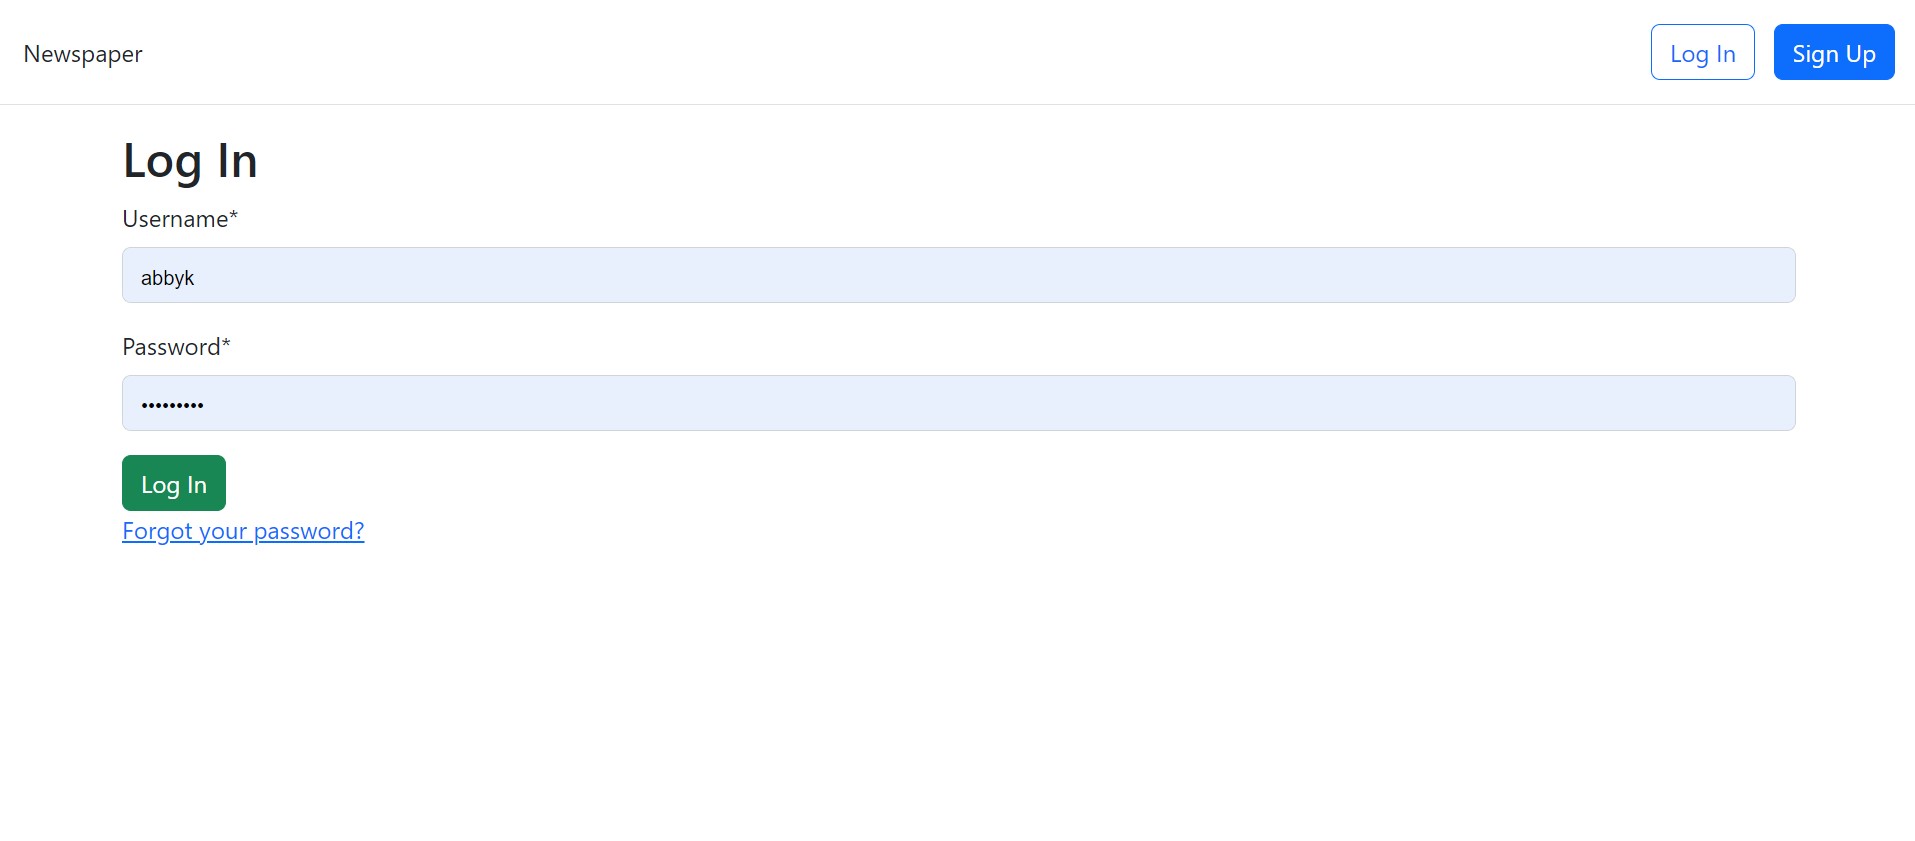 Newspaper
Log In
Sign Up
Log In
Username*
abbyk
Password*
•••••••••
Log In
Forgot your password?